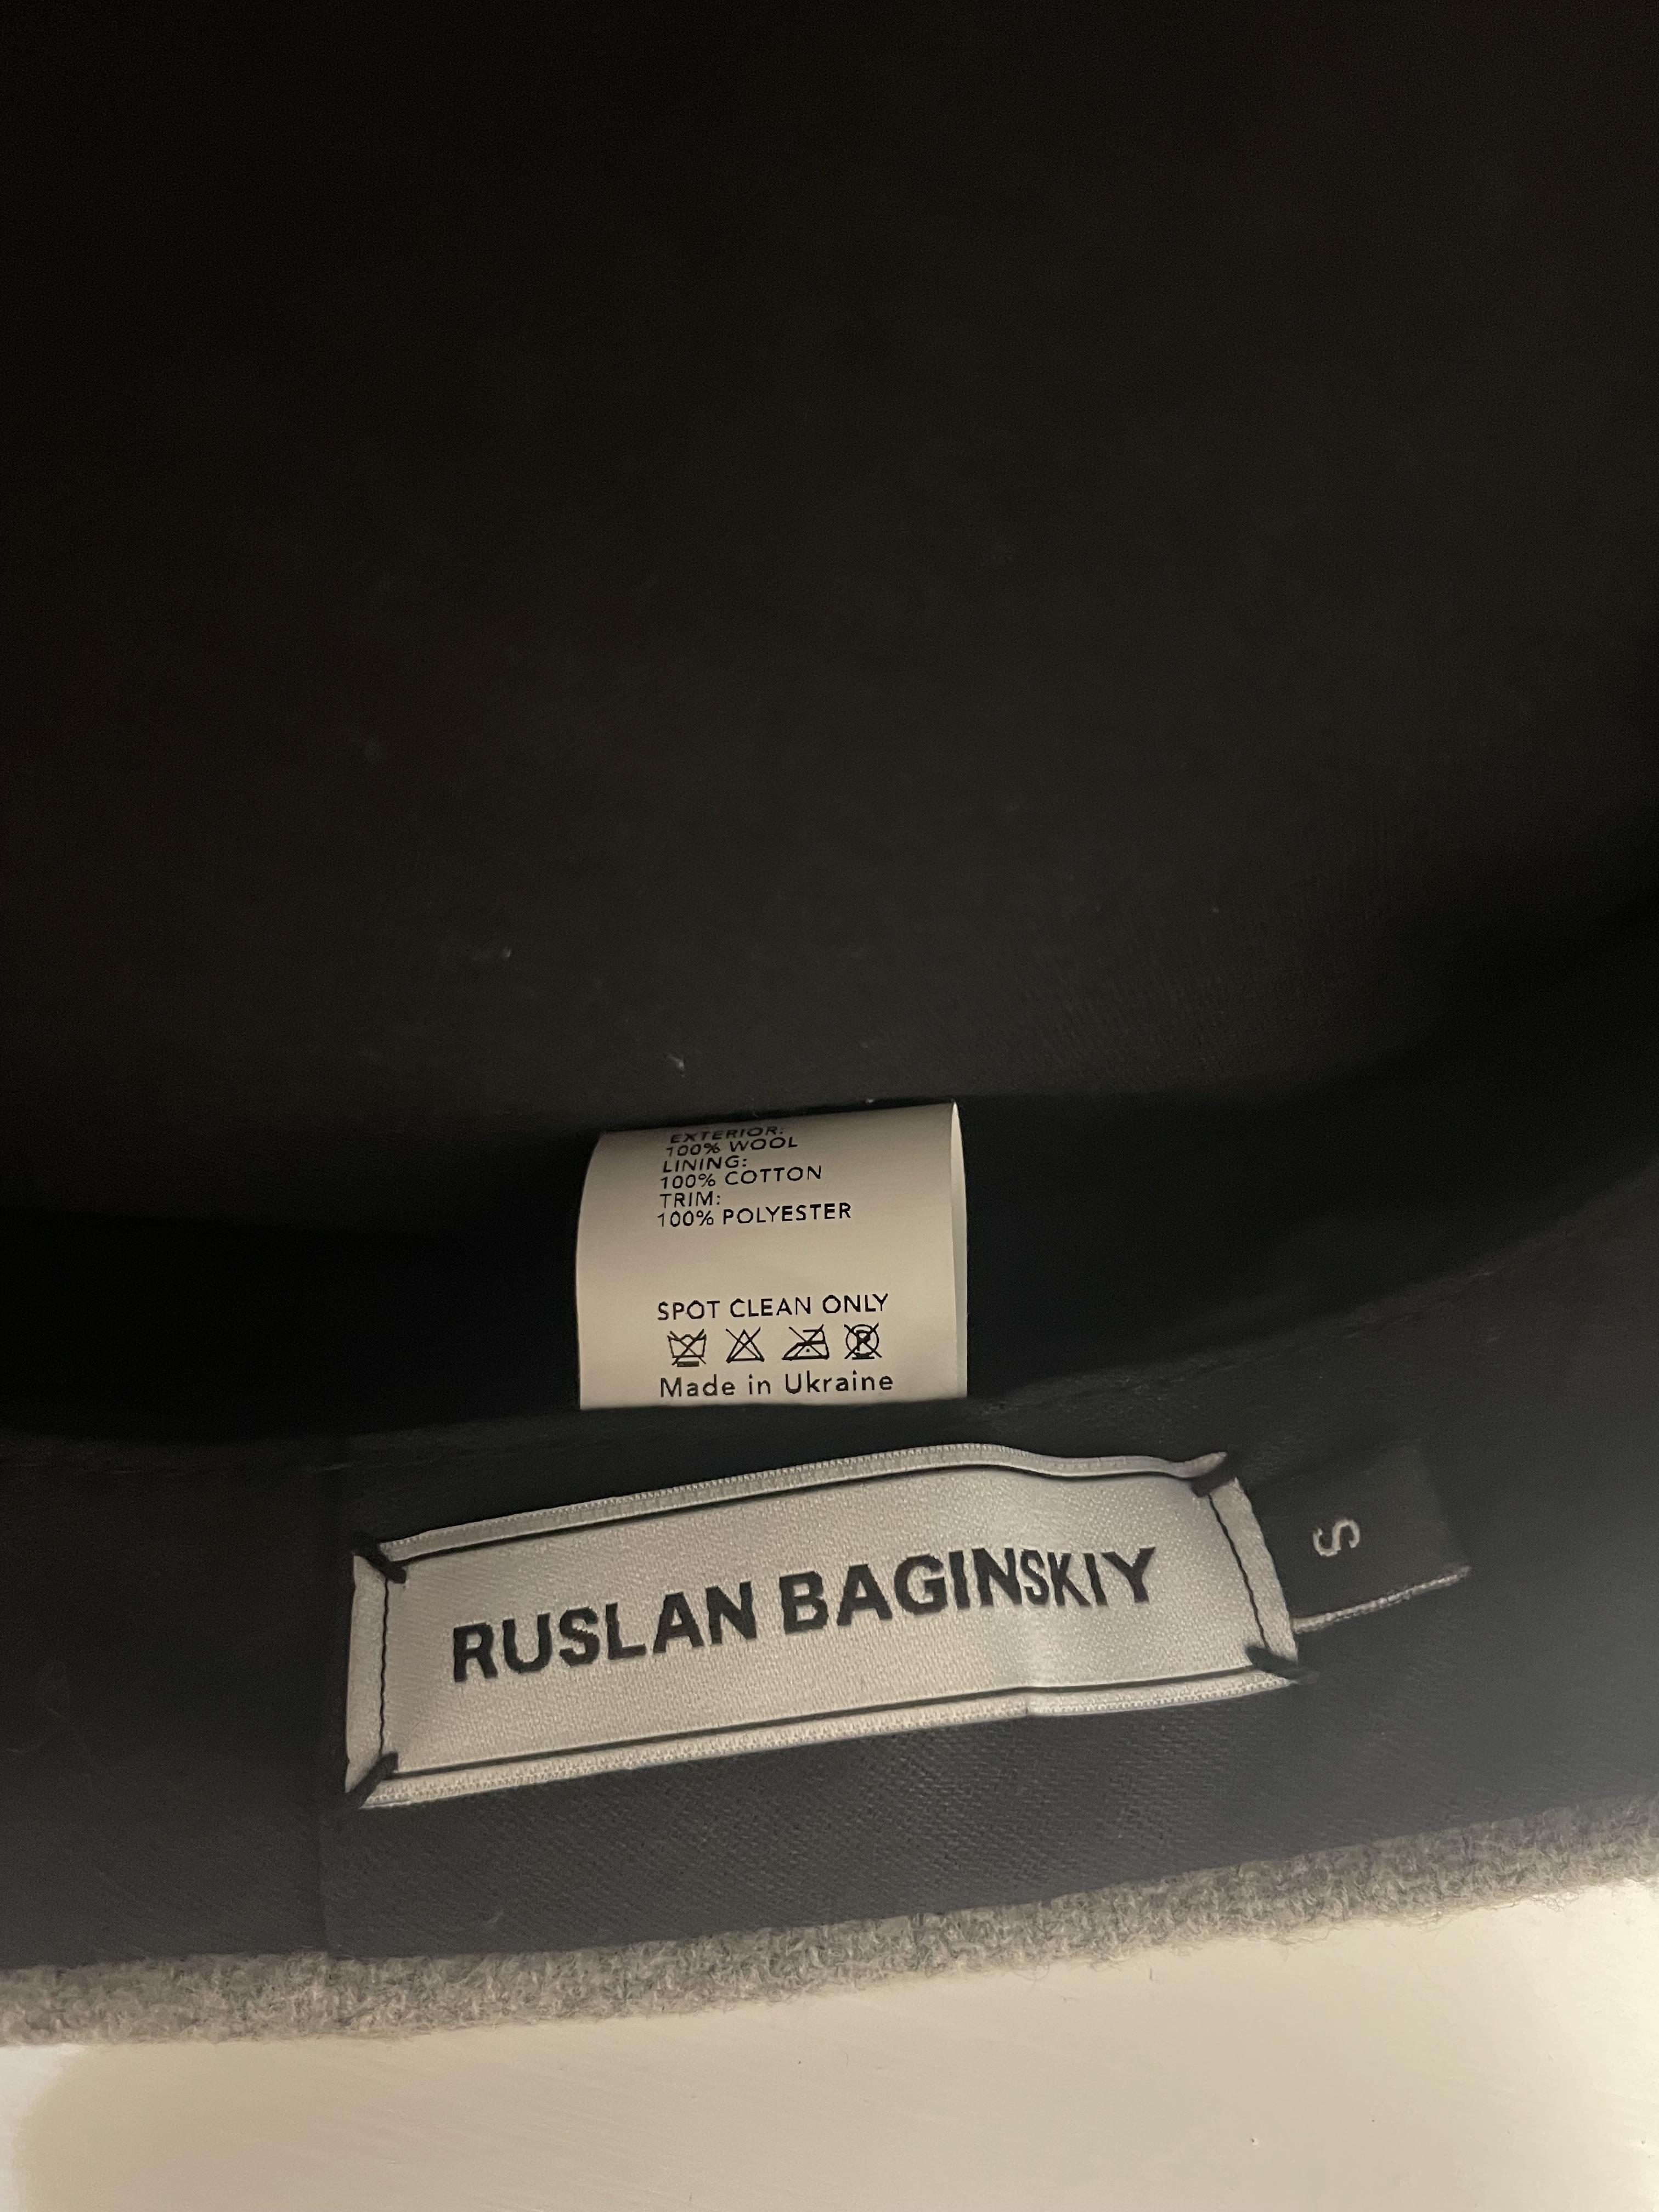 EXTERIOR:
100% WOOL
LINING:
100% COTTON
TRIM:
100% POLYESTER
SPOT CLEAN ONLY
Made in Ukraine
RUSLAN BAGINSKIY
S